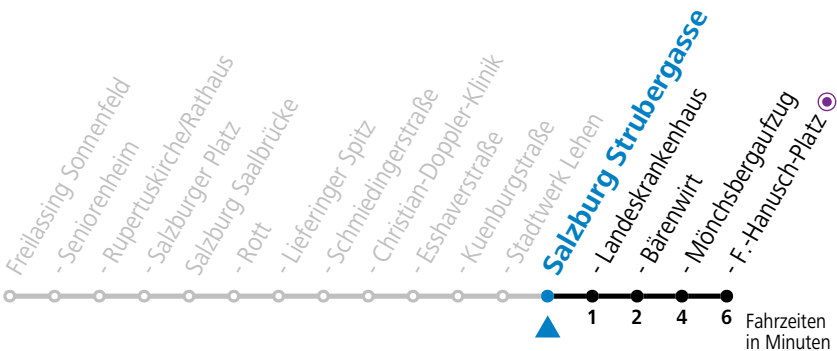 Freilassing Sonnenfeld
- Seniorenheim
- Rupertuskirche/Rathaus
- Salzburger Platz
Salzburg Saalbrücke
- Rott
- Lieferinger Spitz
- Schmiedingerstraße
- Christian-Doppler-Klinik
- Esshaverstraße
- Kuenburgstraße
- Stadtwerk Lehen
Salzburg Strubergasse
- Landeskrankenhaus
- Bärenwirt
- Mönchsbergaufzug
- F.-Hanusch-Platz
1 2 4 6 Fahrzeiten
in Minuten